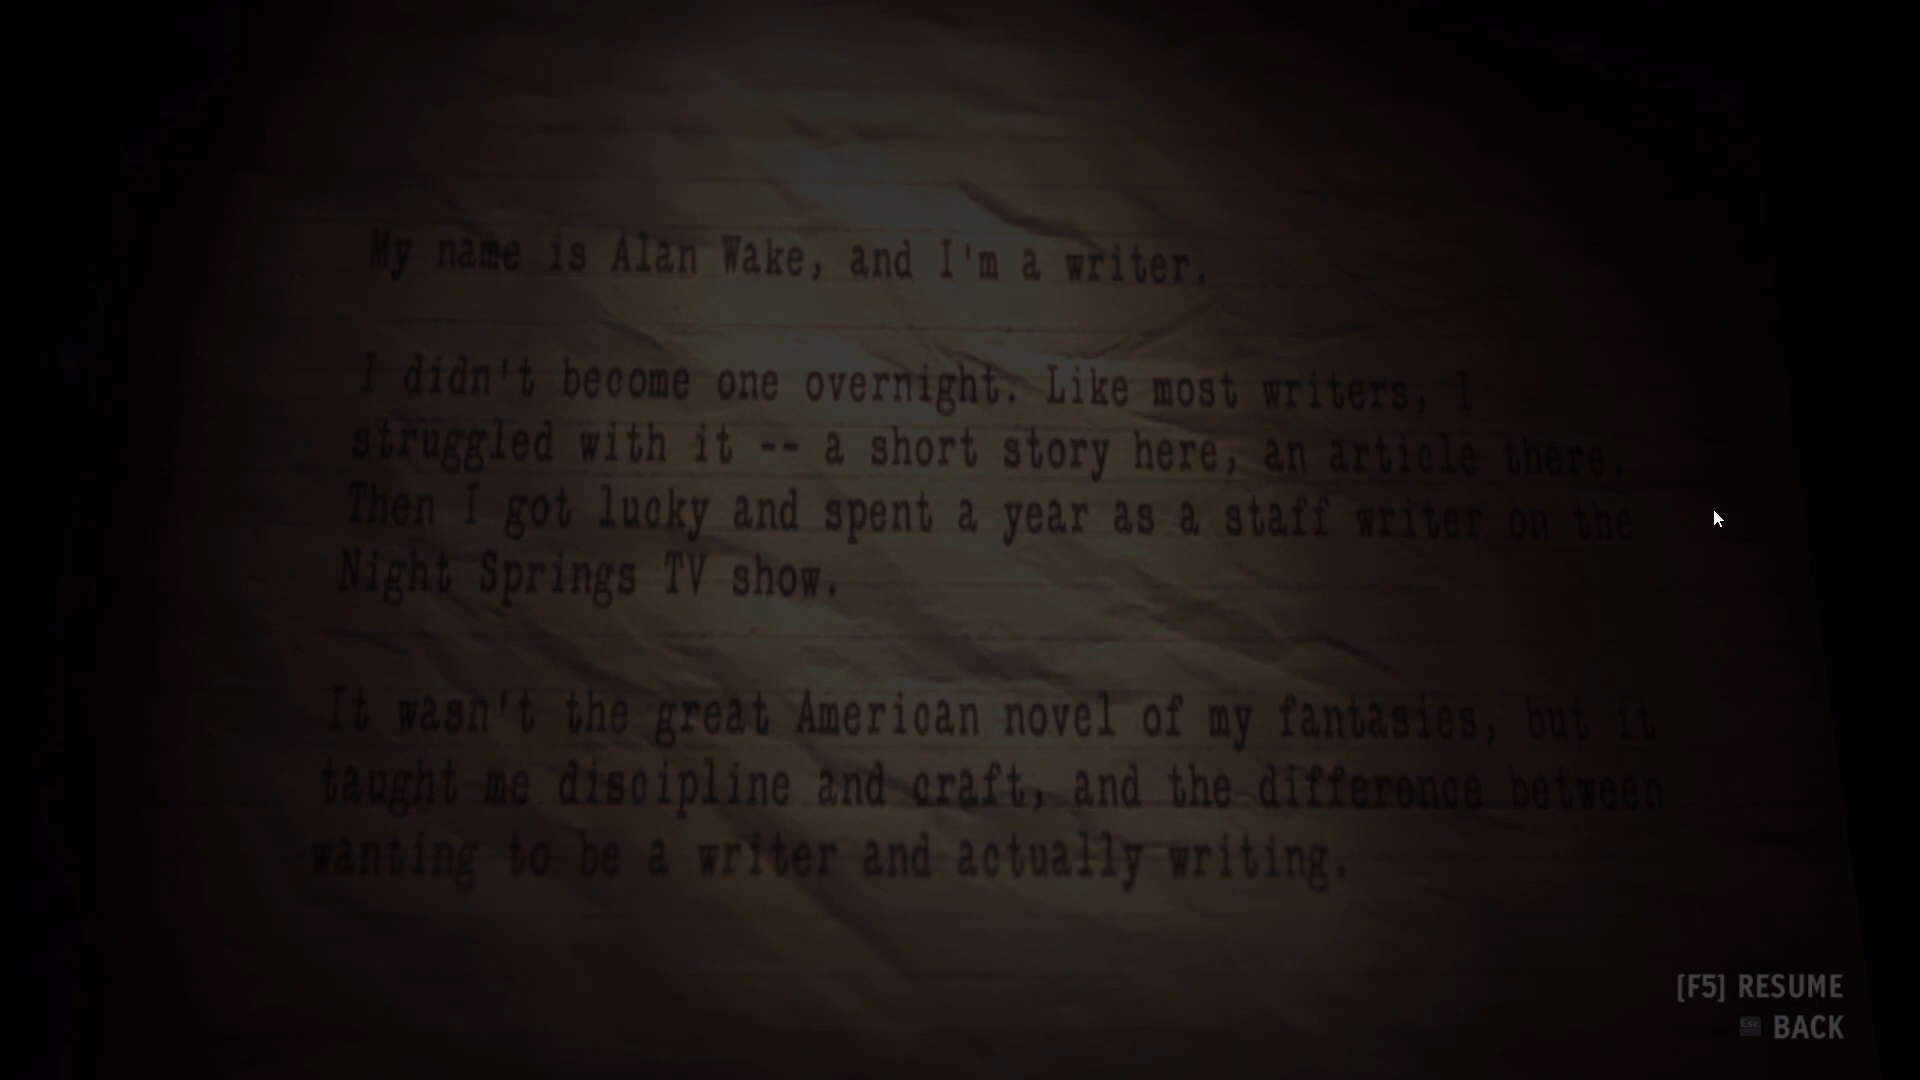 My name is Alan Wake, and I'm a writer.
I didn't become one overnight. Like most writers, I
struggled with it -- a short story here, an article there.
Then I got lucky and spent a year as a staff writer on the
Night Springs TV show.
It wasn't the great American novel of my fantasies, but it
taught me discipline and craft, and the difference between
wanting to be a writer and actually writing.
[F5] RESUME
Esc BACK